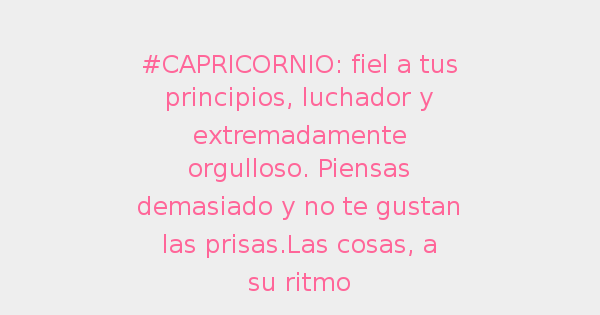 #CAPRICORNIO: fiel a tus
principios, luchador y
extremadamente
orgulloso. Piensas
demasiado y no te gustan
las prisas.Las cosas, a
su ritmo